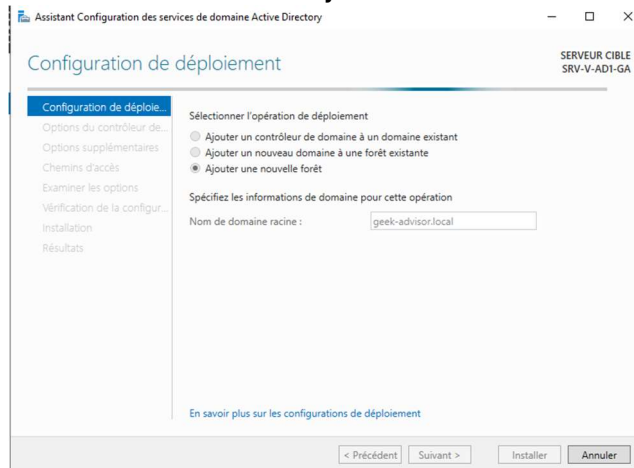 Assistant Configuration des services de domaine Active Directory
Configuration de déploiement
SERVEUR CIBLE
SRV-V-AD1-GA
Configuration de déploie...
Options du contrôleur de...
Options supplémentaires
Chemins d'accès
Examiner les options
Vérification de la configur...
Installation
Résultats
Sélectionner l'opération de déploiement
Ajouter un contrôleur de domaine à un domaine existant
Ajouter un nouveau domaine à une forêt existante
Ajouter une nouvelle forêt
Spécifiez les informations de domaine pour cette opération
Nom de domaine racine : geek-advisor.local
En savoir plus sur les configurations de déploiement
< Précédent Suivant > Installer Annuler